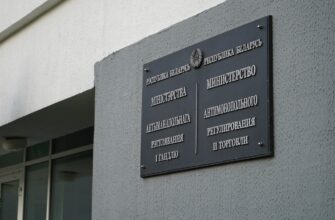 РЭСПУБЛІКА БЕЛАРУСЬ
МІНІСТЭРСТВА
АНТЫМАНАПОЛЬНАГА
РЭГУЛЯВАННЯ
І ГАНДЛЮ
РЕСПУБЛИКА БЕЛАРУСЬ
МИНИСТЕРСТВО
АНТИМОНОПОЛЬНОГО
РЕГУЛИРОВАНИЯ
И ТОРГОВЛИ